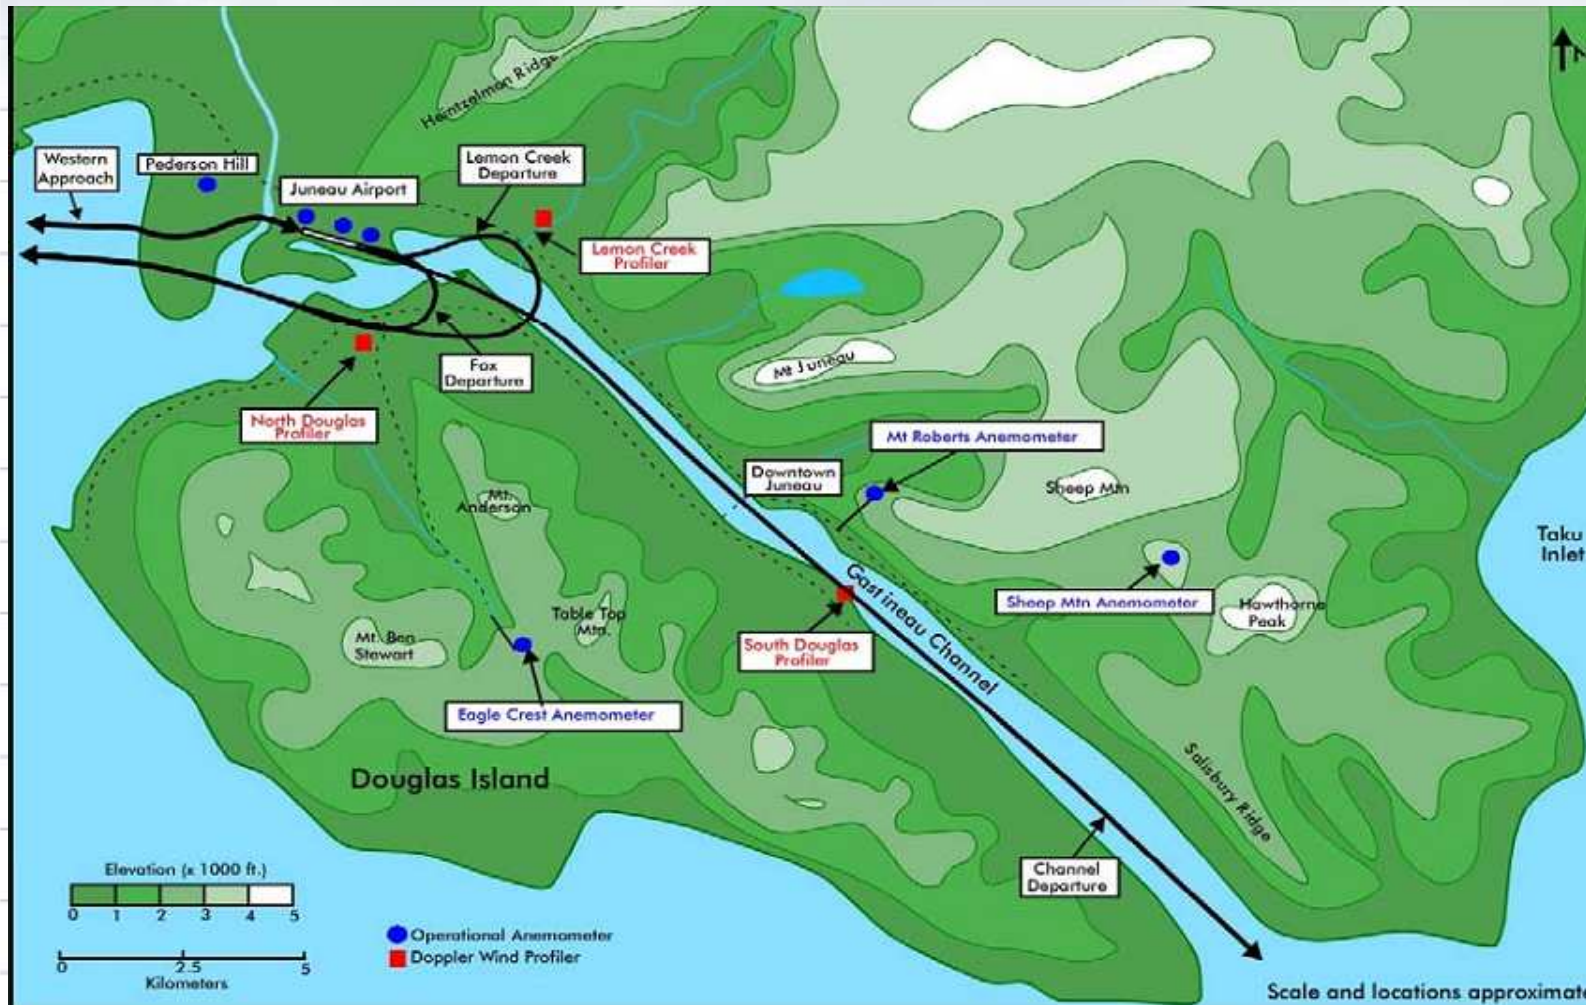 Heintzelman Ridge
N
Western
Approach
Pederson Hill
Juneau Airport
Lemon Creek
Departure
Lemon Creek
Profiler
Fox
Departure
North Douglas
Profiler
Mt Juneau
Mt Roberts Anemometer
Downtown
Juneau
Sheep Mtn
Mt.
Anderson
Taku
Inlet
Gastineau Channel
Sheep Mtn Anemometer
Hawthorne
Peak
Table Top
Mtn.
Mt. Ben
Stewart
South Douglas
Profiler
Eagle Crest Anemometer
Salisbury Ridge
Douglas Island
Channel
Departure
Elevation (x 1000 ft.)
0 1 2 3 4 5
Operational Anemometer
Doppler Wind Profiler
0 2.5 5
Kilometers
Scale and locations approximate